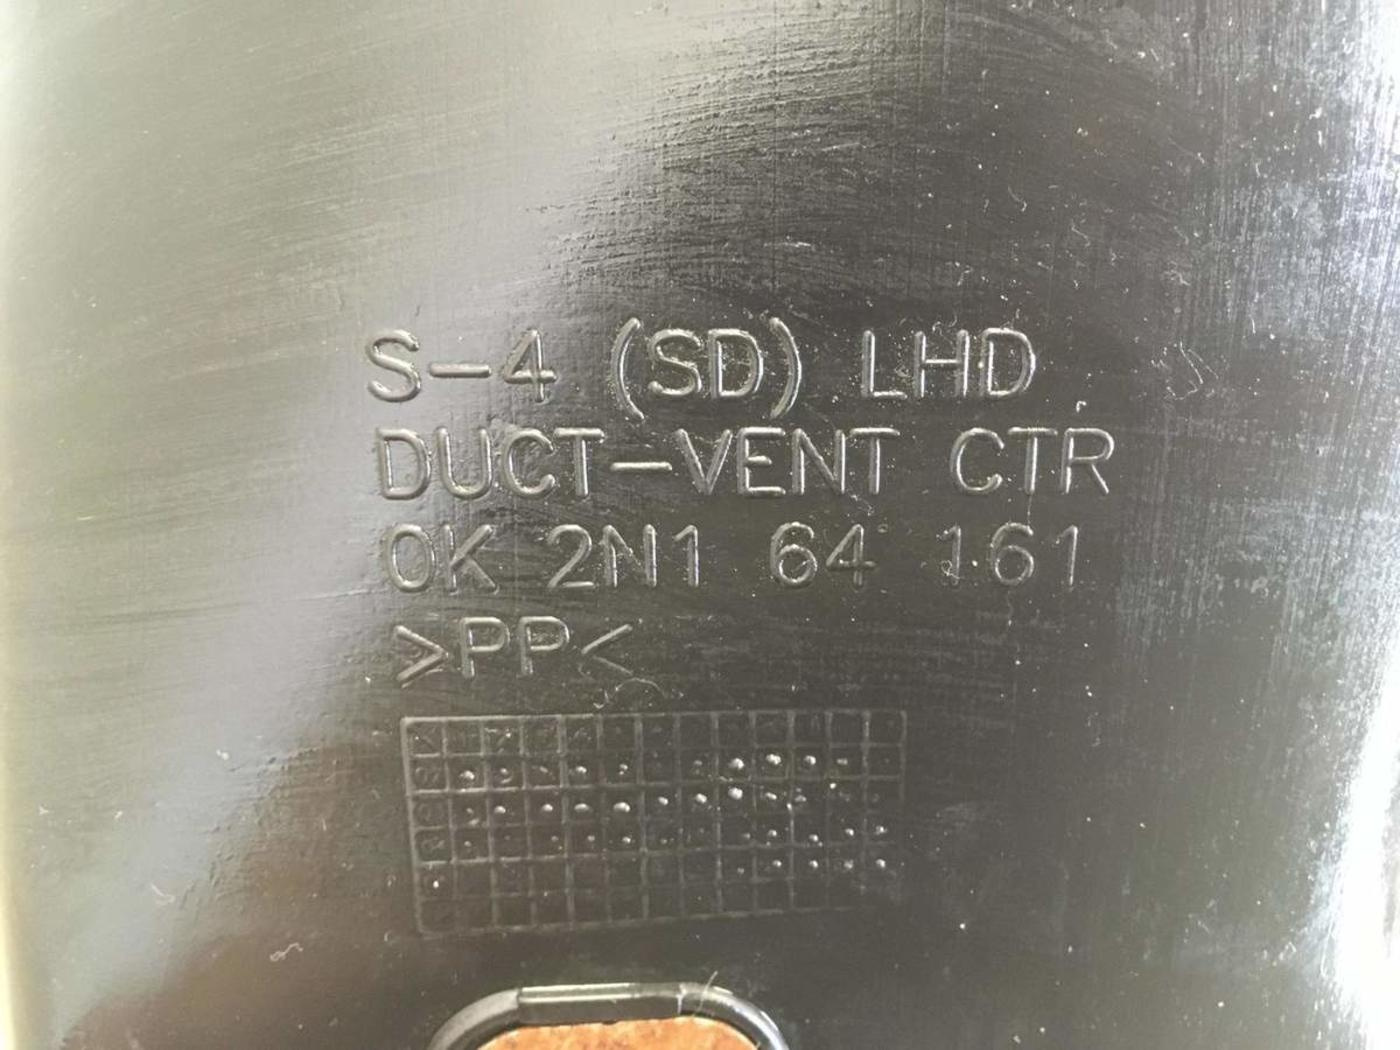 S-4 (SD) LHD
DUCT-VENT CTR
0K 2N1 64 161
>PP<